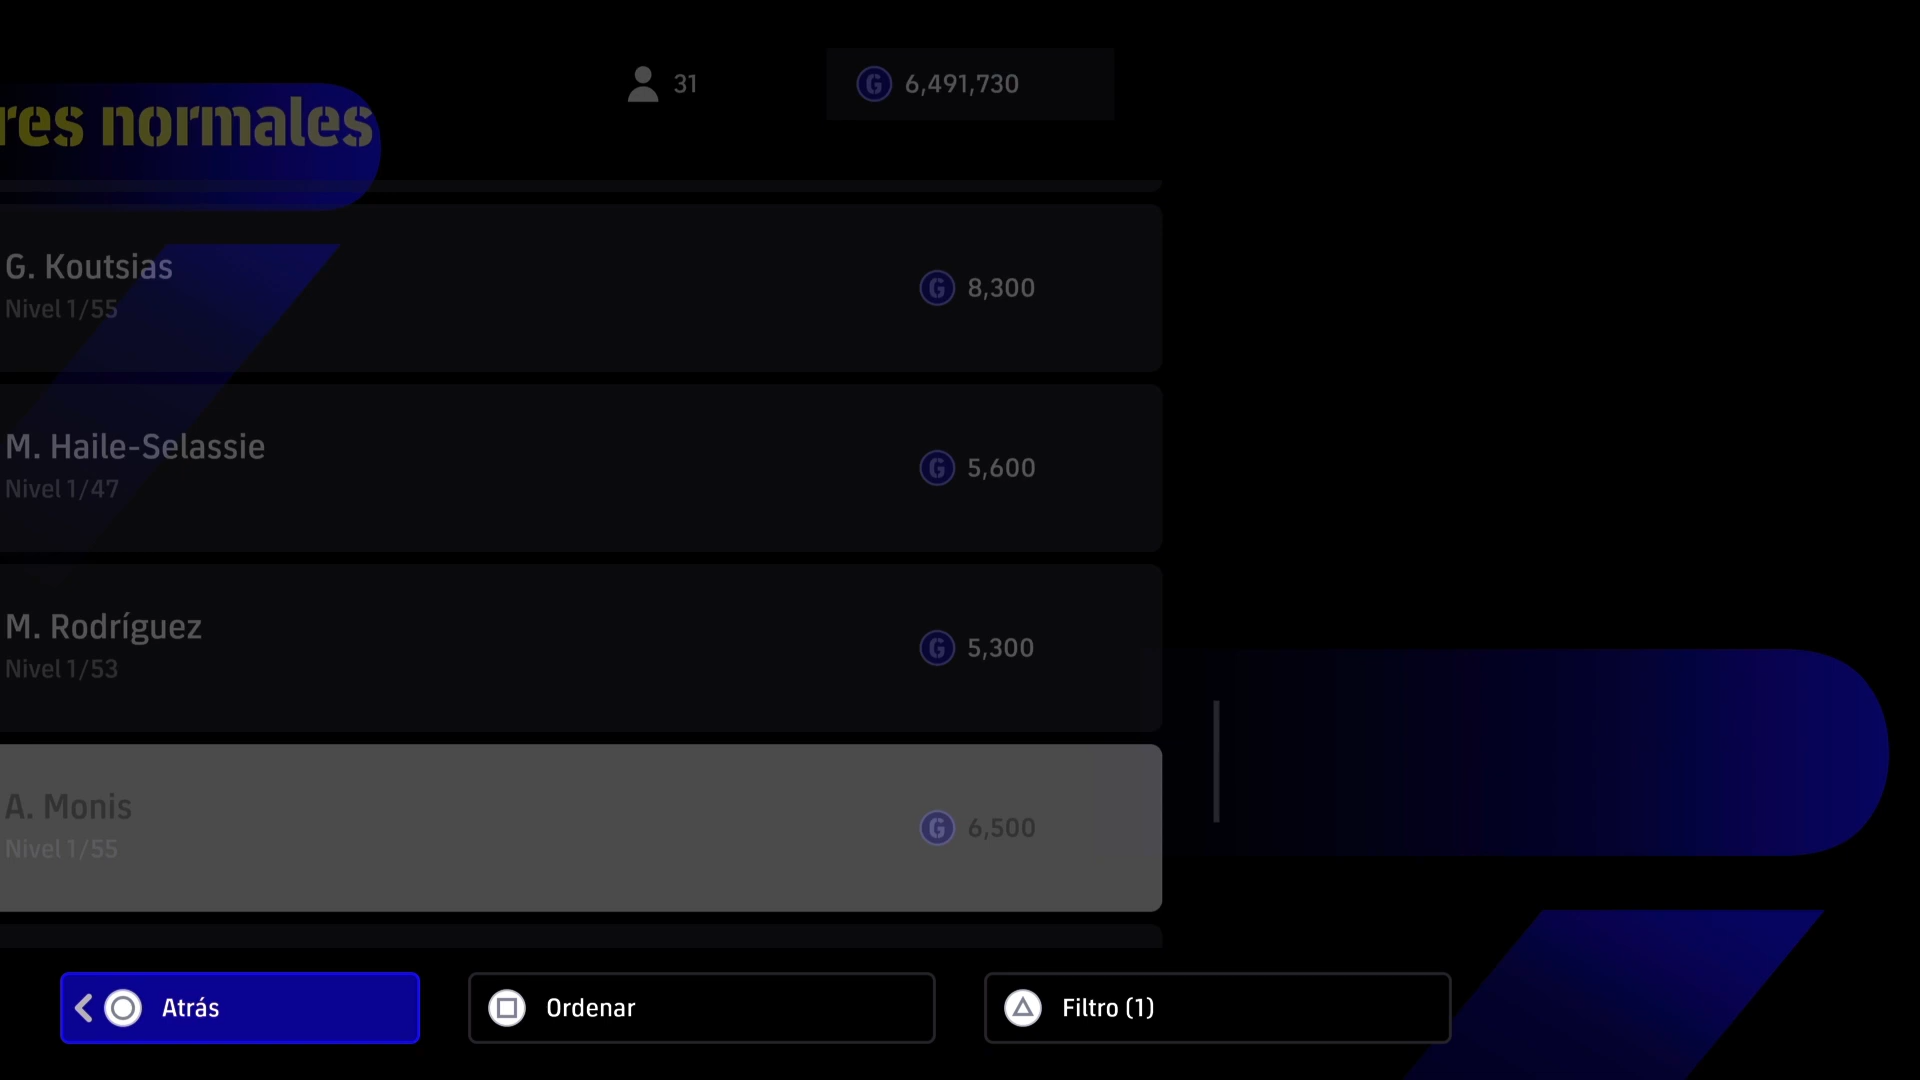 31
6,491,730
res normales
G. Koutsias
Nivel 1/55
8,300
M. Haile-Selassie
Nivel 1/47
5,600
M. Rodríguez
Nivel 1/53
5,300
A. Monis
Nivel 1/55
6,500
Atrás
Ordenar
Filtro (1)